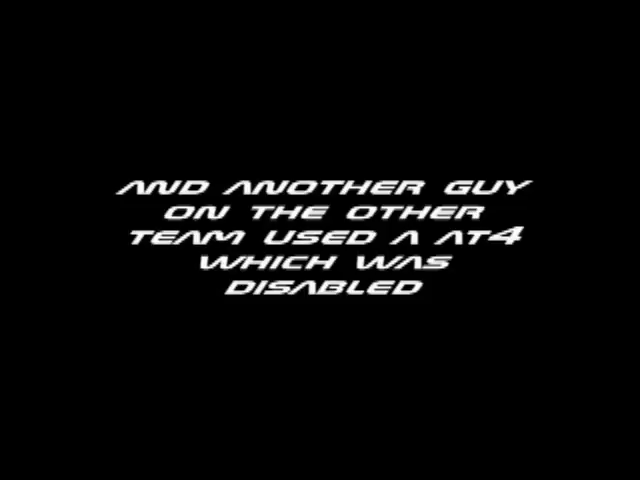 AND ANOTHER GUY
ON THE OTHER
TEAM USED A AT4
WHICH WAS
DISABLED